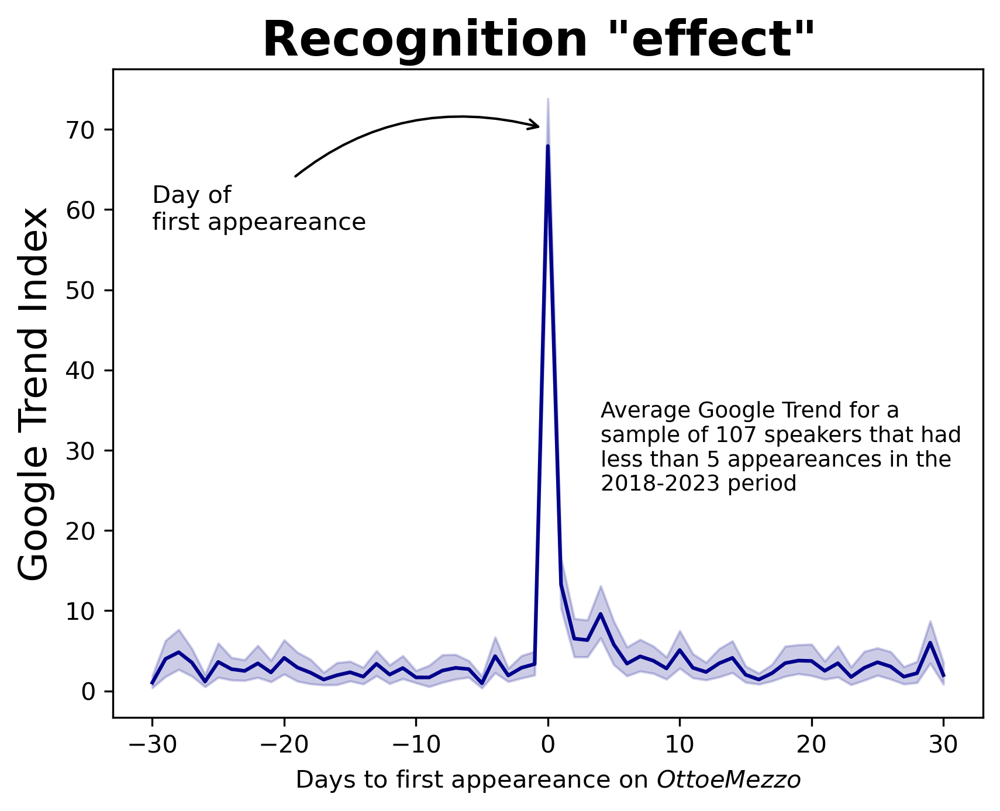 Recognition "effect"
Day of
first appeareance
Average Google Trend for a
sample of 107 speakers that had
less than 5 appeareances in the
2018-2023 period
Google Trend Index
70
60
50
40
30
20
10
0
−30 −20 −10 0 10 20 30
Days to first appeareance on OttoeMezzo